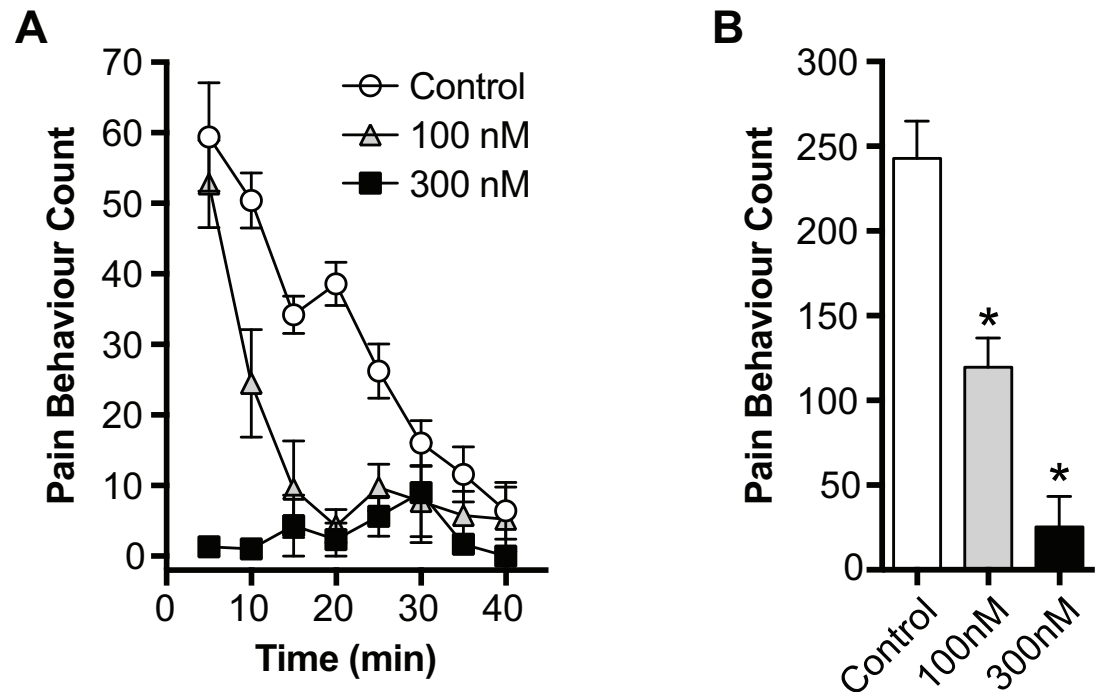 A
Pain Behaviour Count
70
60
50
40
30
20
10
0
0 10 20 30 40
Time (min)
Control
100 nM
300 nM
B
Pain Behaviour Count
300
250
200
150
100
50
0
*
*
Control
100nM
300nM